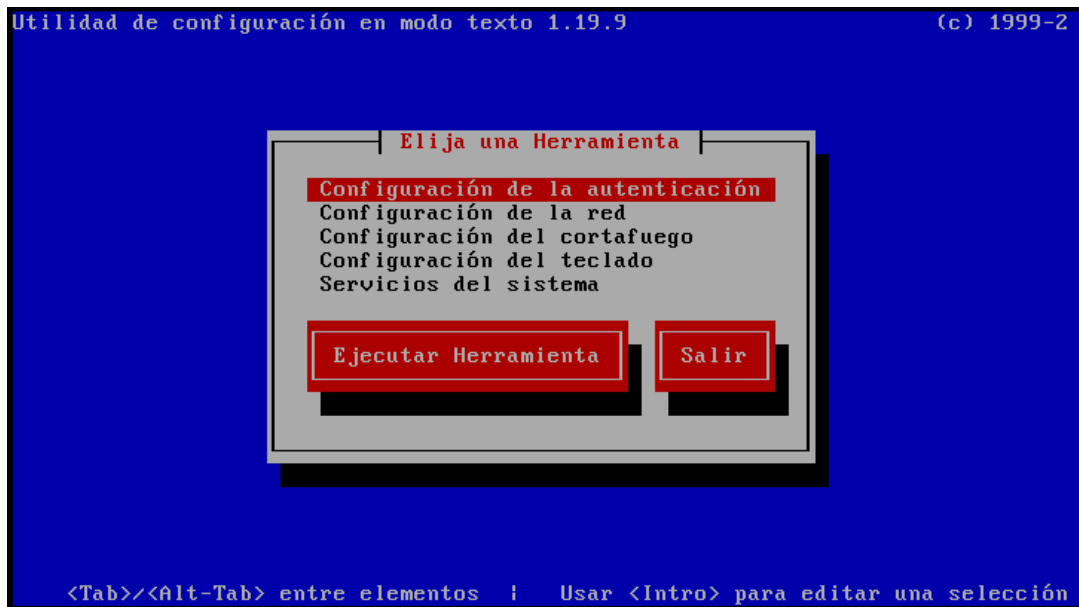 Utilidad de configuración en modo texto 1.19.9 (c) 1999-2
Elija una Herramienta
Configuración de la autenticación
Configuración de la red
Configuración del cortafuego
Configuración del teclado
Servicios del sistema
Ejecutar Herramienta Salir
<Tab>/<Alt-Tab> entre elementos | Usar <Intro> para editar una selección